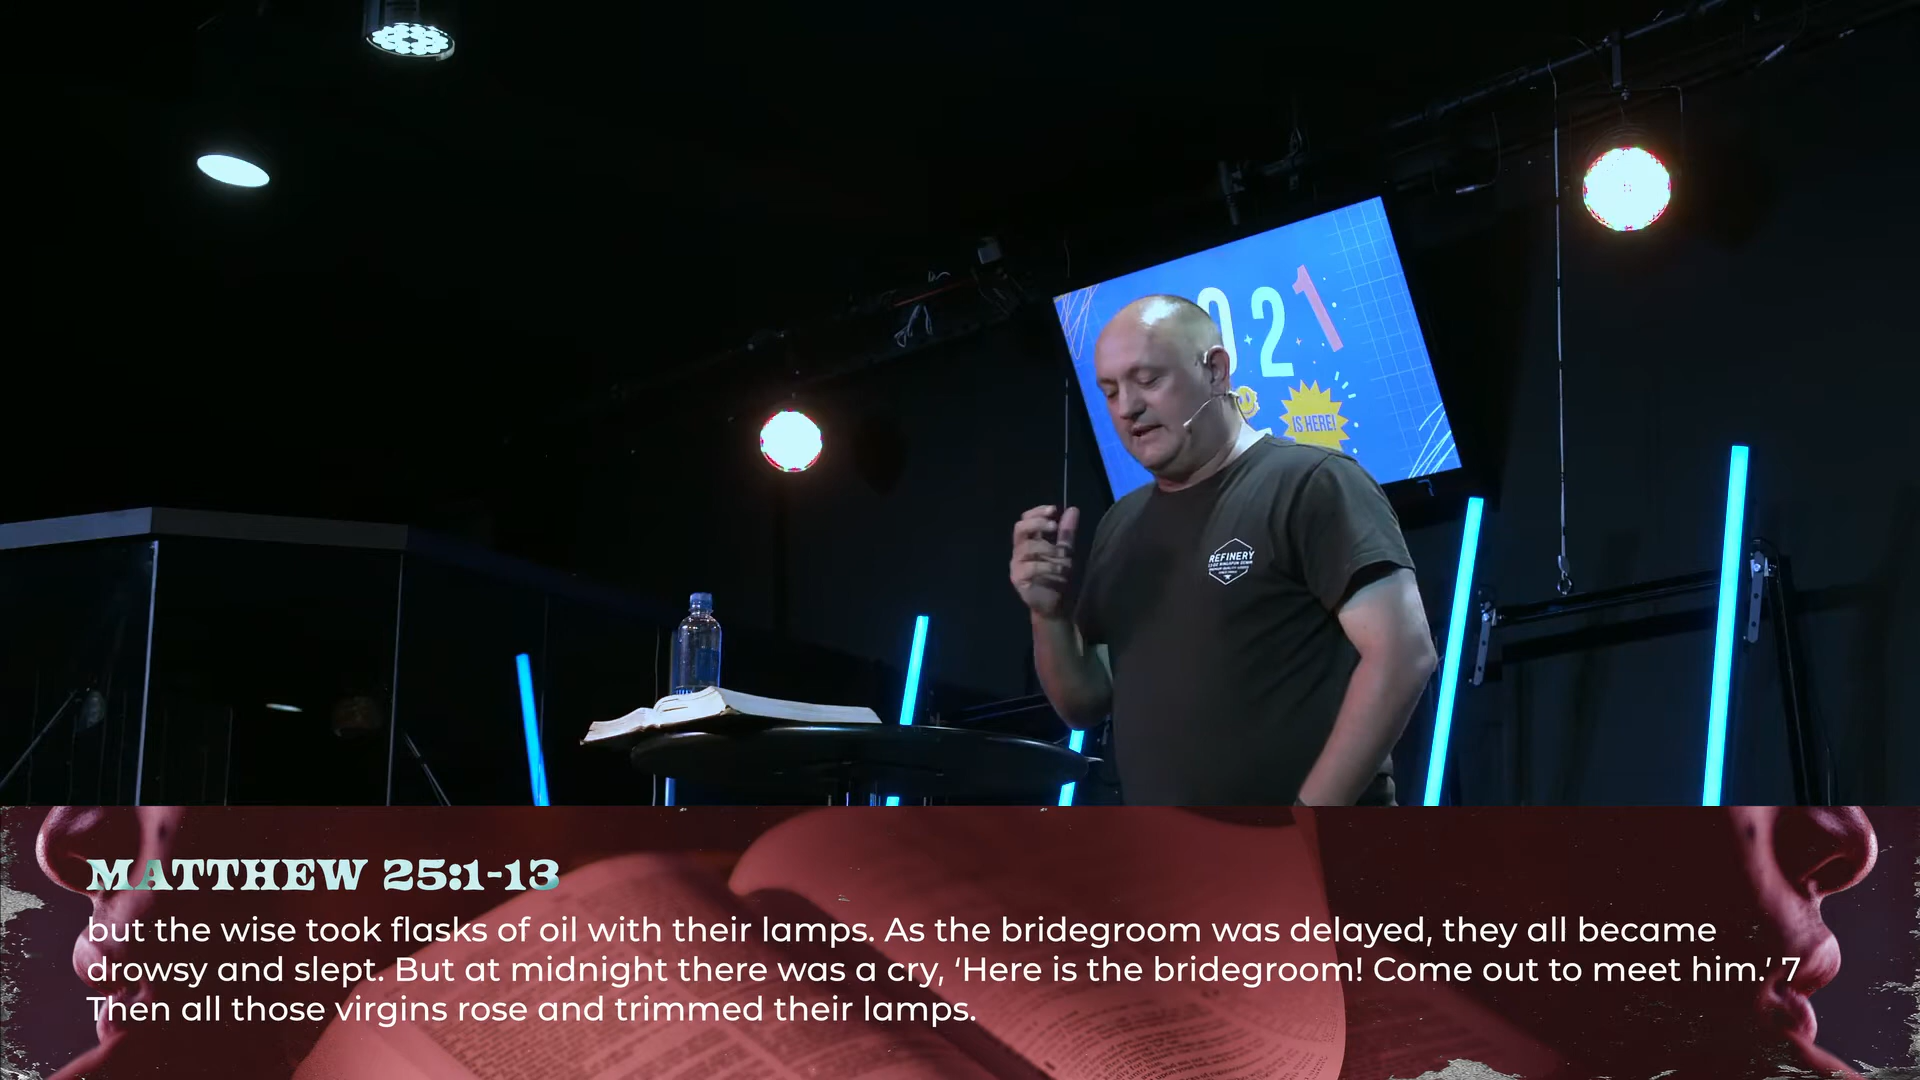 021
IS HERE!
REFINERY
MATTHEW 25:1-13
but the wise took flasks of oil with their lamps. As the bridegroom was delayed, they all became
drowsy and slept. But at midnight there was a cry, ‘Here is the bridegroom! Come out to meet him.’ 7
Then all those virgins rose and trimmed their lamps.